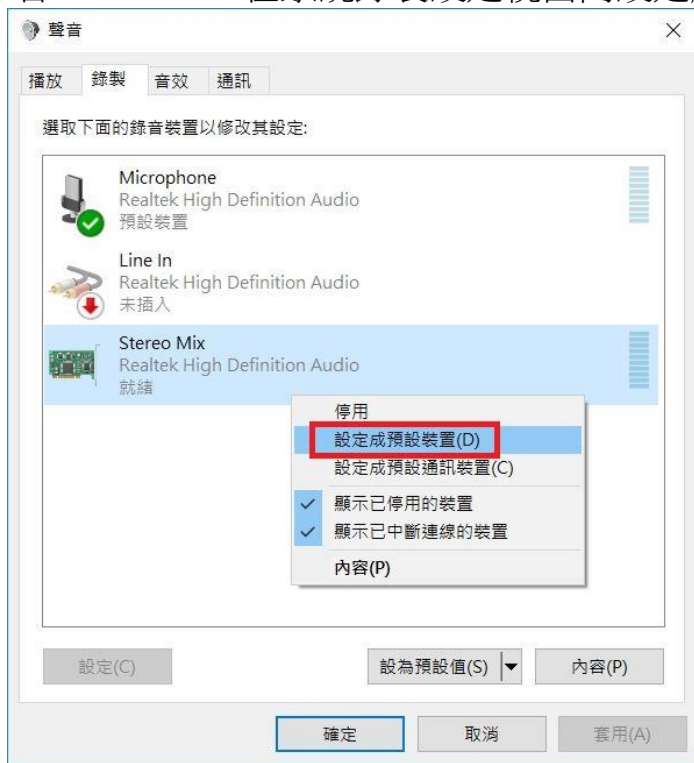 聲音
播放 錄製 音效 通訊
選取下面的錄音裝置以修改其設定:
Microphone
Realtek High Definition Audio
預設裝置
Line In
Realtek High Definition Audio
未插入
Stereo Mix
Realtek High Definition Audio
就緒
停用
設定成預設裝置(D)
設定成預設通訊裝置(C)
顯示已停用的裝置
顯示已中斷連線的裝置
內容(P)
設定(C) 設為預設值(S) 內容(P)
確定 取消 套用(A)